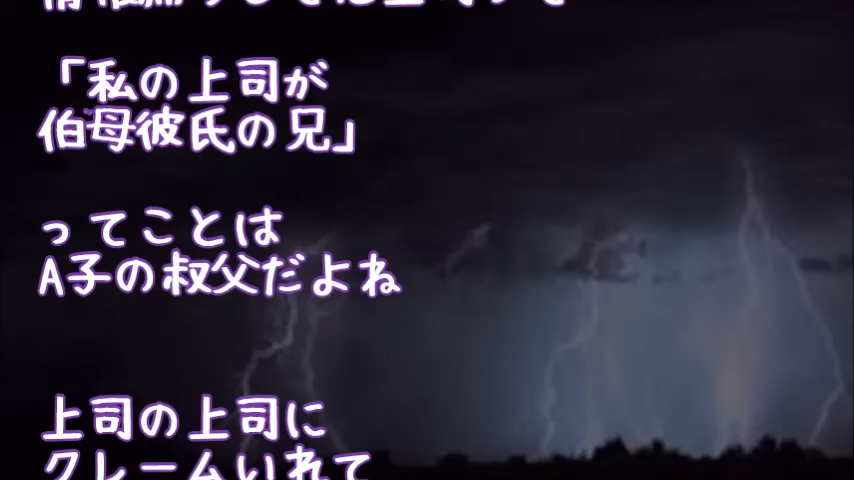 「私の上司が
伯母彼氏の兄」
ってことは
A子の叔父だよね
上司の上司に
クレームいれて